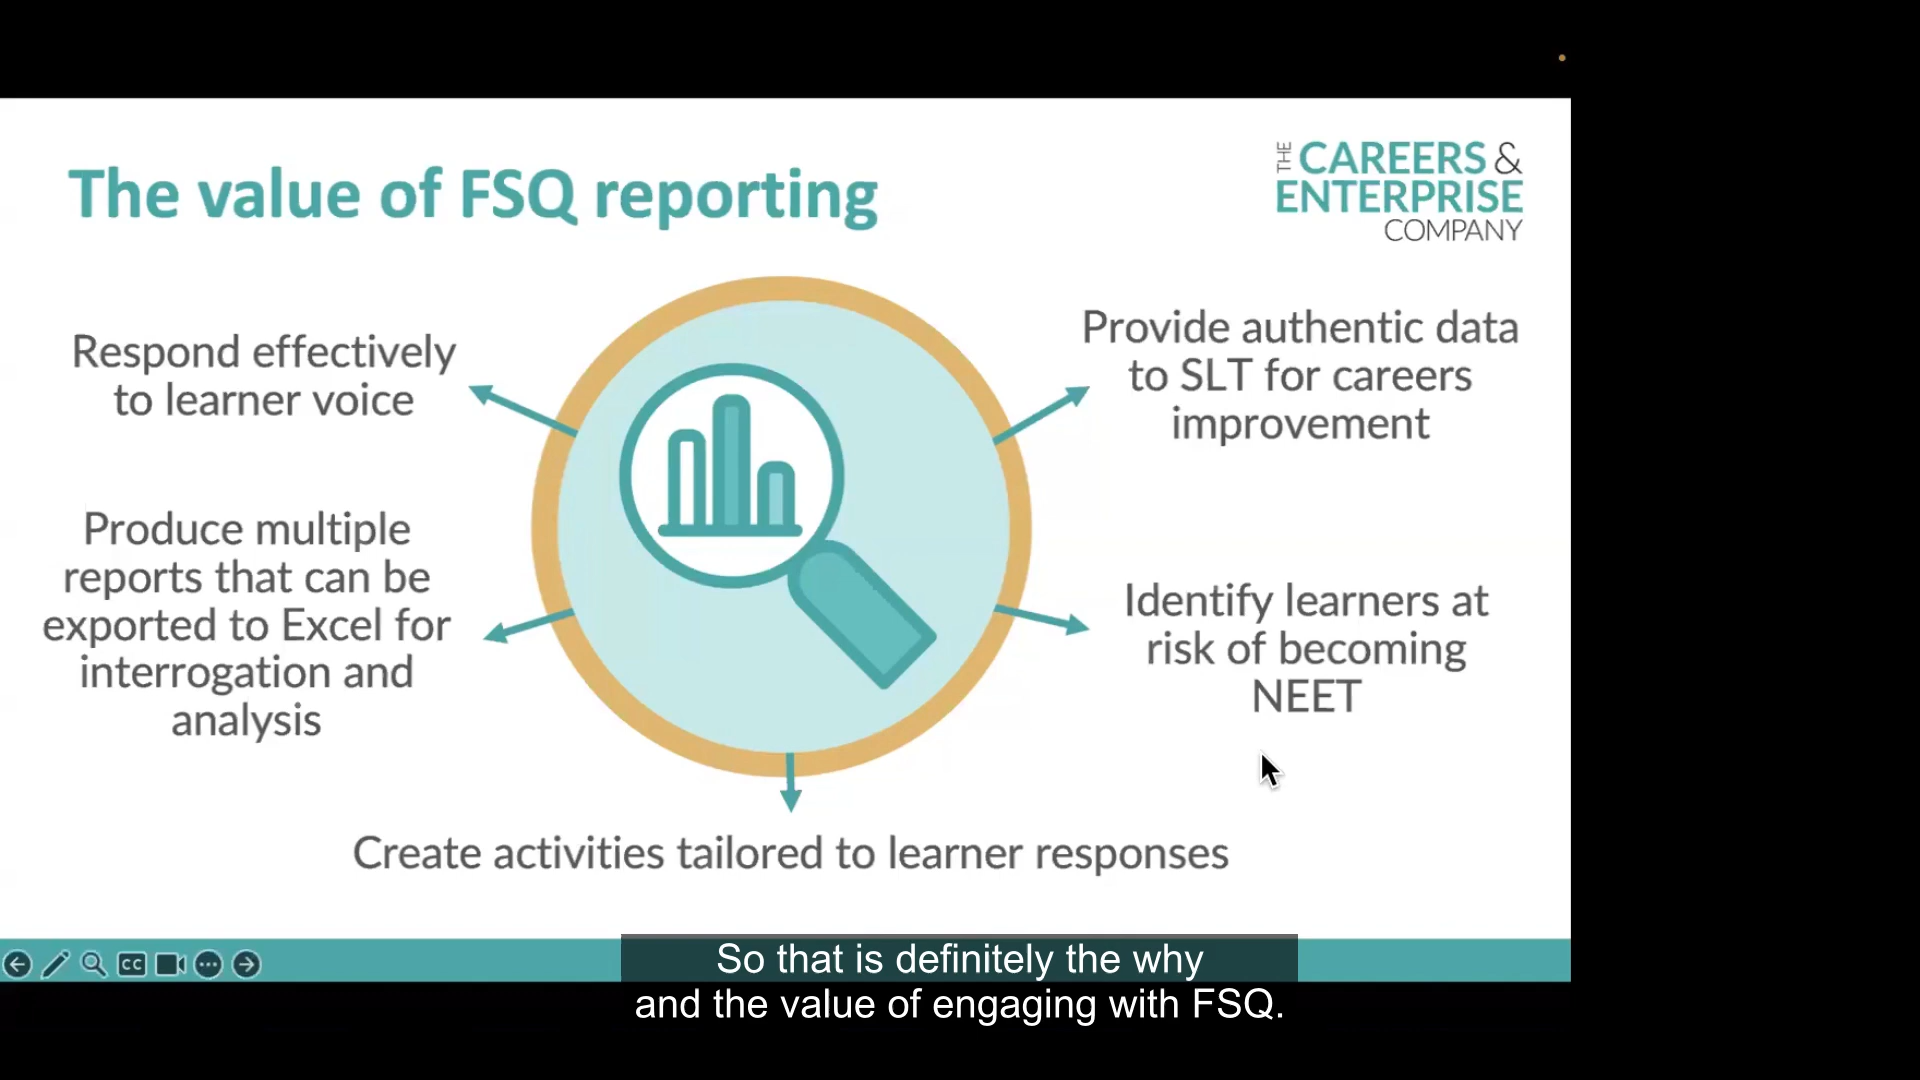 The value of FSQ reporting
THE CAREERS &
ENTERPRISE
COMPANY
Respond effectively
to learner voice
Provide authentic data
to SLT for careers
improvement
Produce multiple
reports that can be
exported to Excel for
interrogation and
analysis
Identify learners at
risk of becoming
NEET
Create activities tailored to learner responses
CC
So that is definitely the why
and the value of engaging with FSQ.